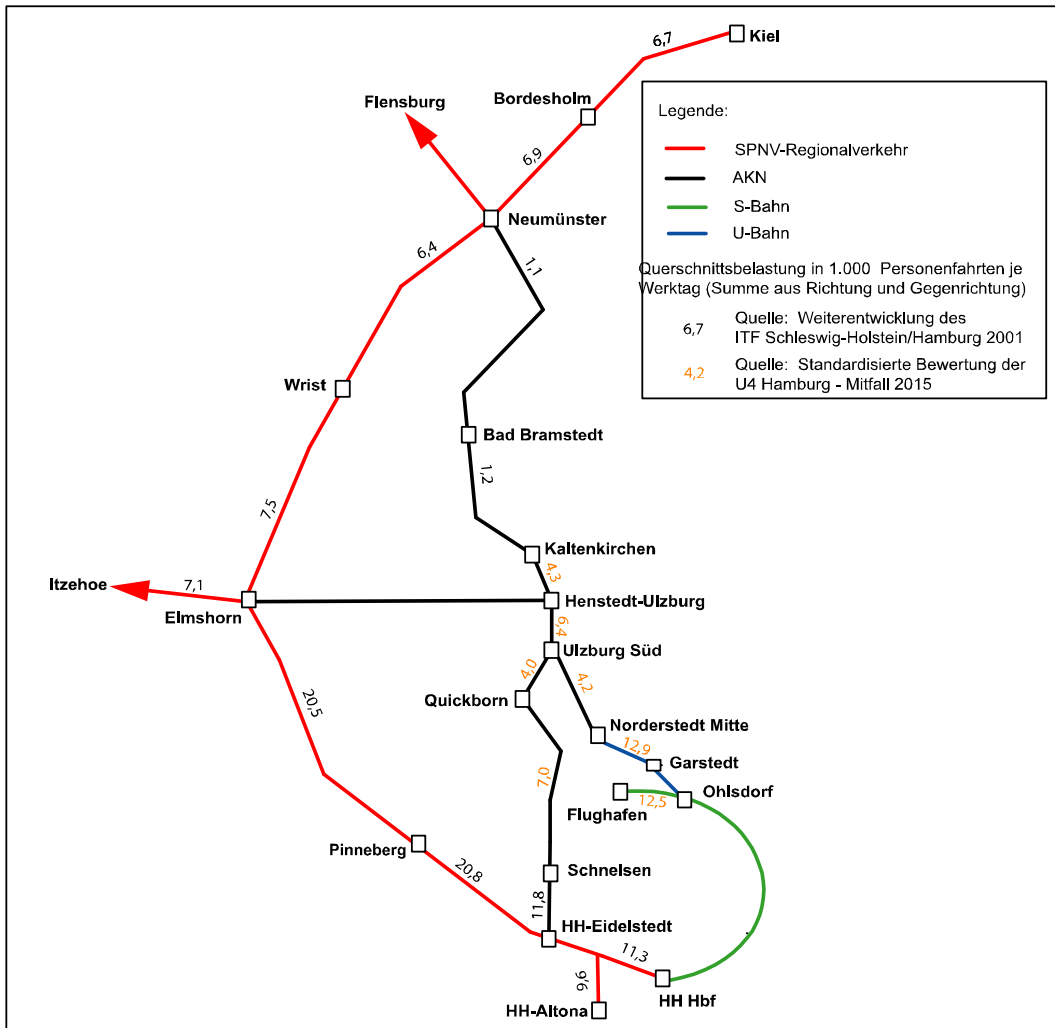 6,7
Kiel
Bordesholm
Flensburg
6,9
Neumünster
6,4
1,1
Legende:
SPNV-Regionalverkehr
AKN
S-Bahn
U-Bahn
Querschnittsbelastung in 1.000 Personenfahrten je
Werktag (Summe aus Richtung und Gegenrichtung)
6,7
Quelle: Weiterentwicklung des
ITF Schleswig-Holstein/Hamburg 2001
4,2
Quelle: Standardisierte Bewertung der
U4 Hamburg - Mitfall 2015
Wrist
Bad Bramstedt
1,2
7,5
Kaltenkirchen
4,3
Itzehoe
7,1
Elmshorn
Henstedt-Ulzburg
6,4
Ulzburg Süd
4,0
4,2
Quickborn
20,5
Norderstedt Mitte
12,9
Garstedt
7,0
Flughafen
12,5
Ohlsdorf
Pinneberg
20,8
Schnelsen
11,8
HH-Eidelstedt
11,3
9,6
HH-Altona
HH Hbf